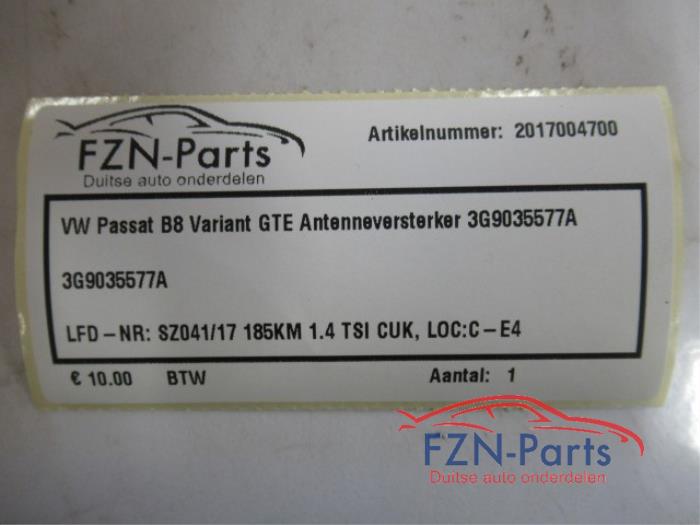 FZN-Parts
Duitse auto onderdelen
Artikelnummer: 2017004700
VW Passat B8 Variant GTE Antenneversterker 3G9035577A
3G9035577A
LFD-NR: SZ041/17 185KM 1.4 TSI CUK, LOC:C-E4
€ 10.00 BTW Aantal: 1
FZN-Parts
Duitse auto onderdelen